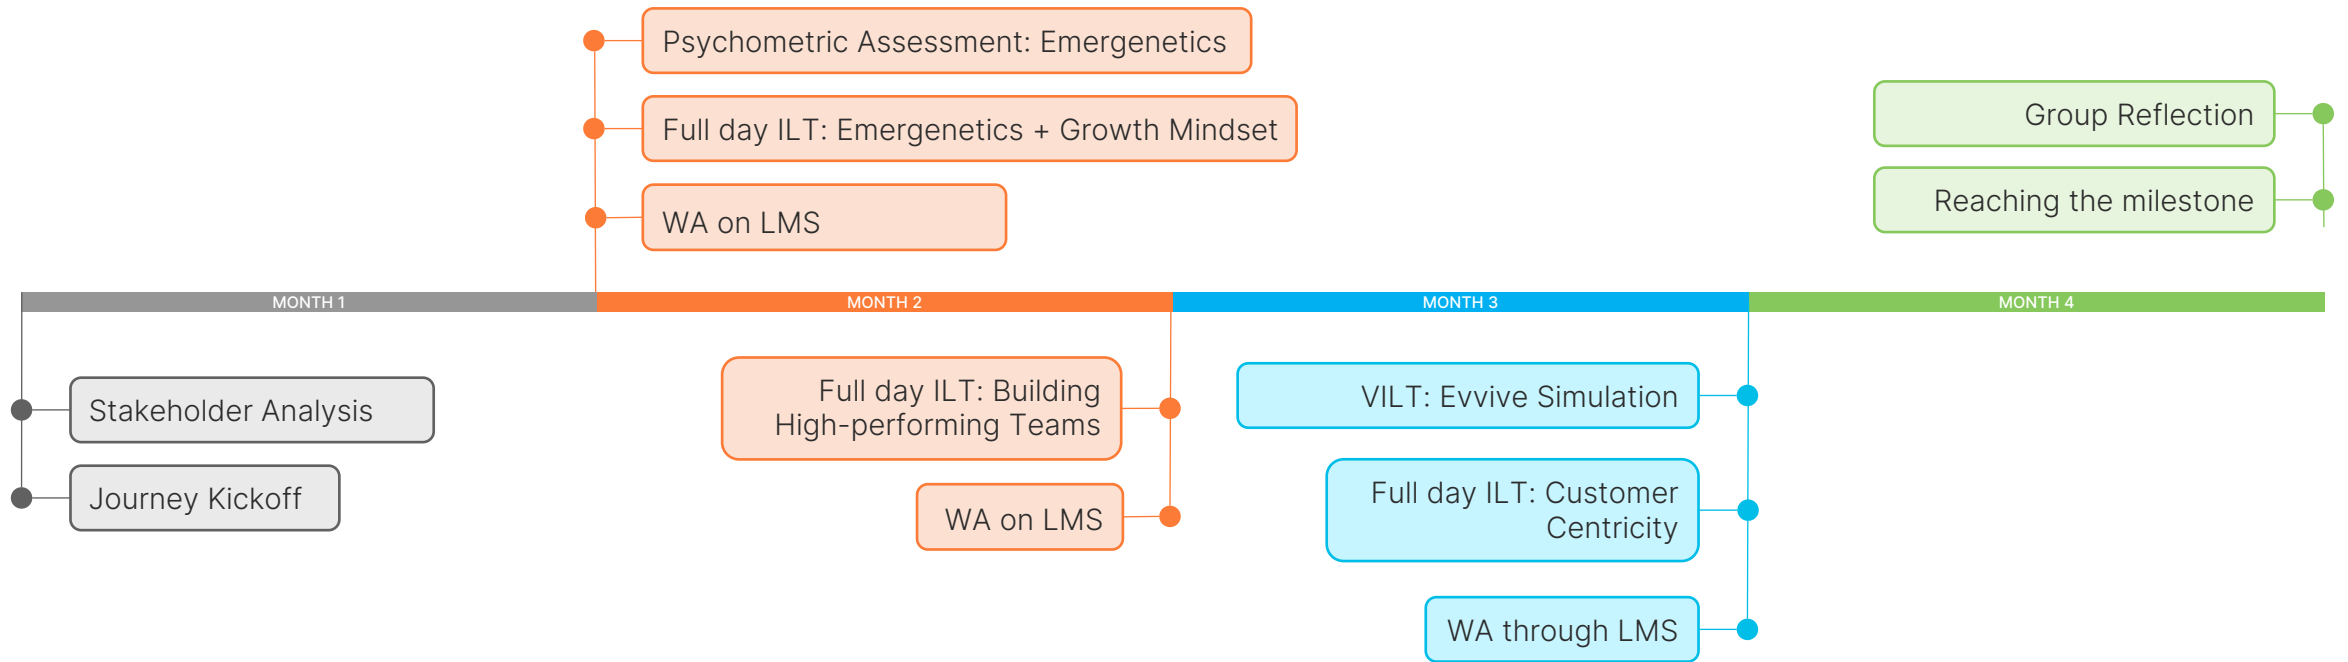 Psychometric Assessment: Emergenetics
Full day ILT: Emergenetics + Growth Mindset
WA on LMS
Group Reflection
Reaching the milestone
MONTH 1
MONTH 2
MONTH 3
MONTH 4
Stakeholder Analysis
Journey Kickoff
Full day ILT: Building
High-performing Teams
WA on LMS
VILT: Evvive Simulation
Full day ILT: Customer
Centricity
WA through LMS